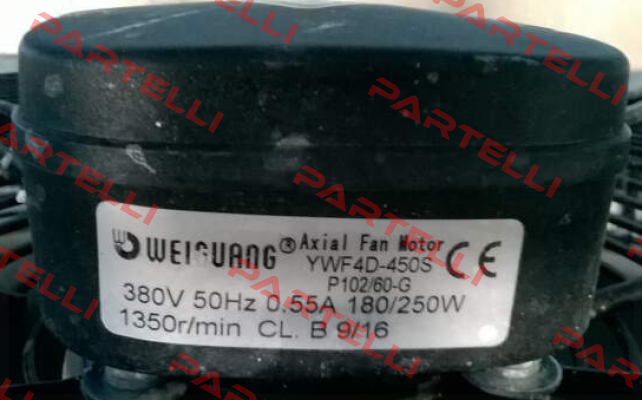 WEIGUANG® Axial Fan Motor
YWF4D-450S CE
P102/60-G
380V 50Hz 0.55A 180/250W
1350r/min CL. B 9/16
PARTELLI
PARTELLI
PARTELLI
PARTELLI
PARTELLI
PARTELLI
PARTELLI